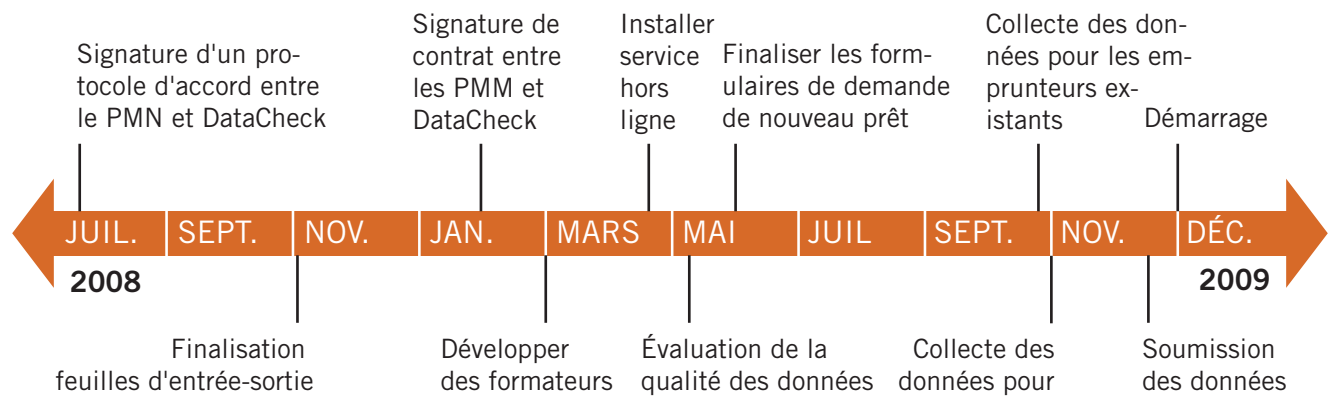 Signature d'un pro-
tocole d'accord entre
le PMN et DataCheck
Signature de
contrat entre
les PMM et
DataCheck
Installer
service
hors
ligne
Finaliser les form-
ulaires de demande
de nouveau prêt
Collecte des don-
nées pour les em-
prunteurs ex-
istants
Démarrage
JUIL. SEPT. NOV. JAN. MARS MAI JUIL SEPT. NOV. DÉC.
2008 2009
Finalisation
feuilles d'entrée-sortie
Développer
des formateurs
Évaluation de la
qualité des données
Collecte des
données pour
Soumission
des données